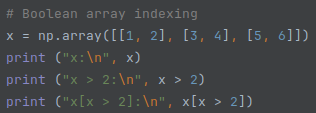 # Boolean array indexing
x = np.array([[1, 2], [3, 4], [5, 6]])
print ("x:\n", x)
print ("x > 2:\n", x > 2)
print ("x[x > 2]:\n", x[x > 2])